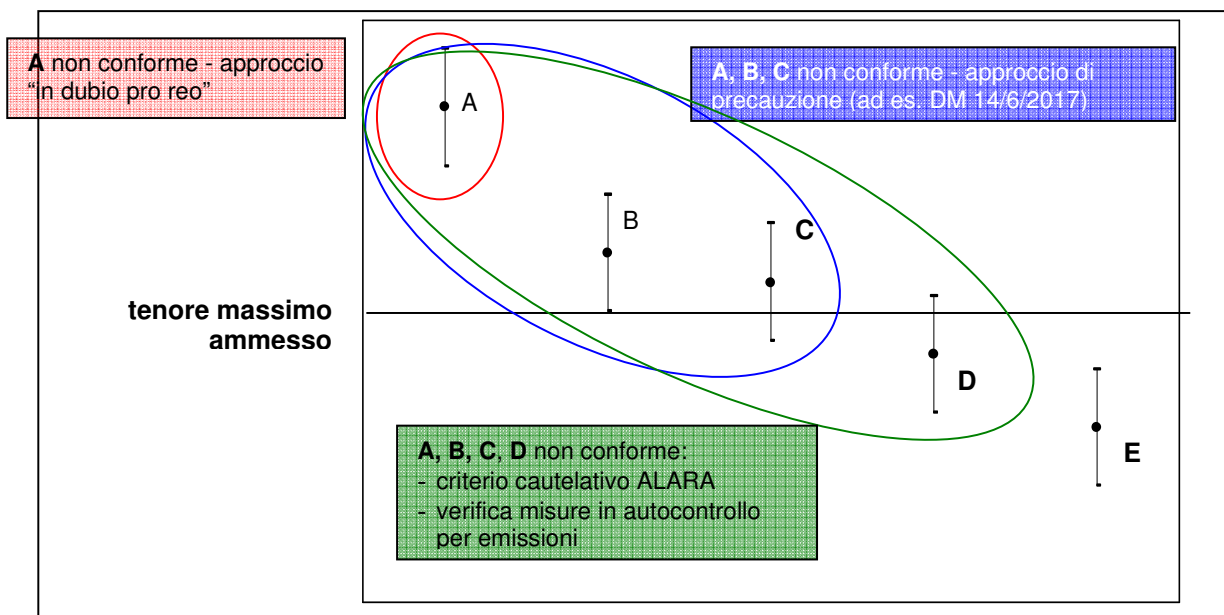 A non conforme - approccio
“in dubio pro reo”
A, B, C non conforme - approccio di
precauzione (ad es. DM 14/6/2017)
A
B
C
tenore massimo
ammesso
D
E
A, B, C, D non conforme:
- criterio cautelativo ALARA
- verifica misure in autocontrollo
per emissioni